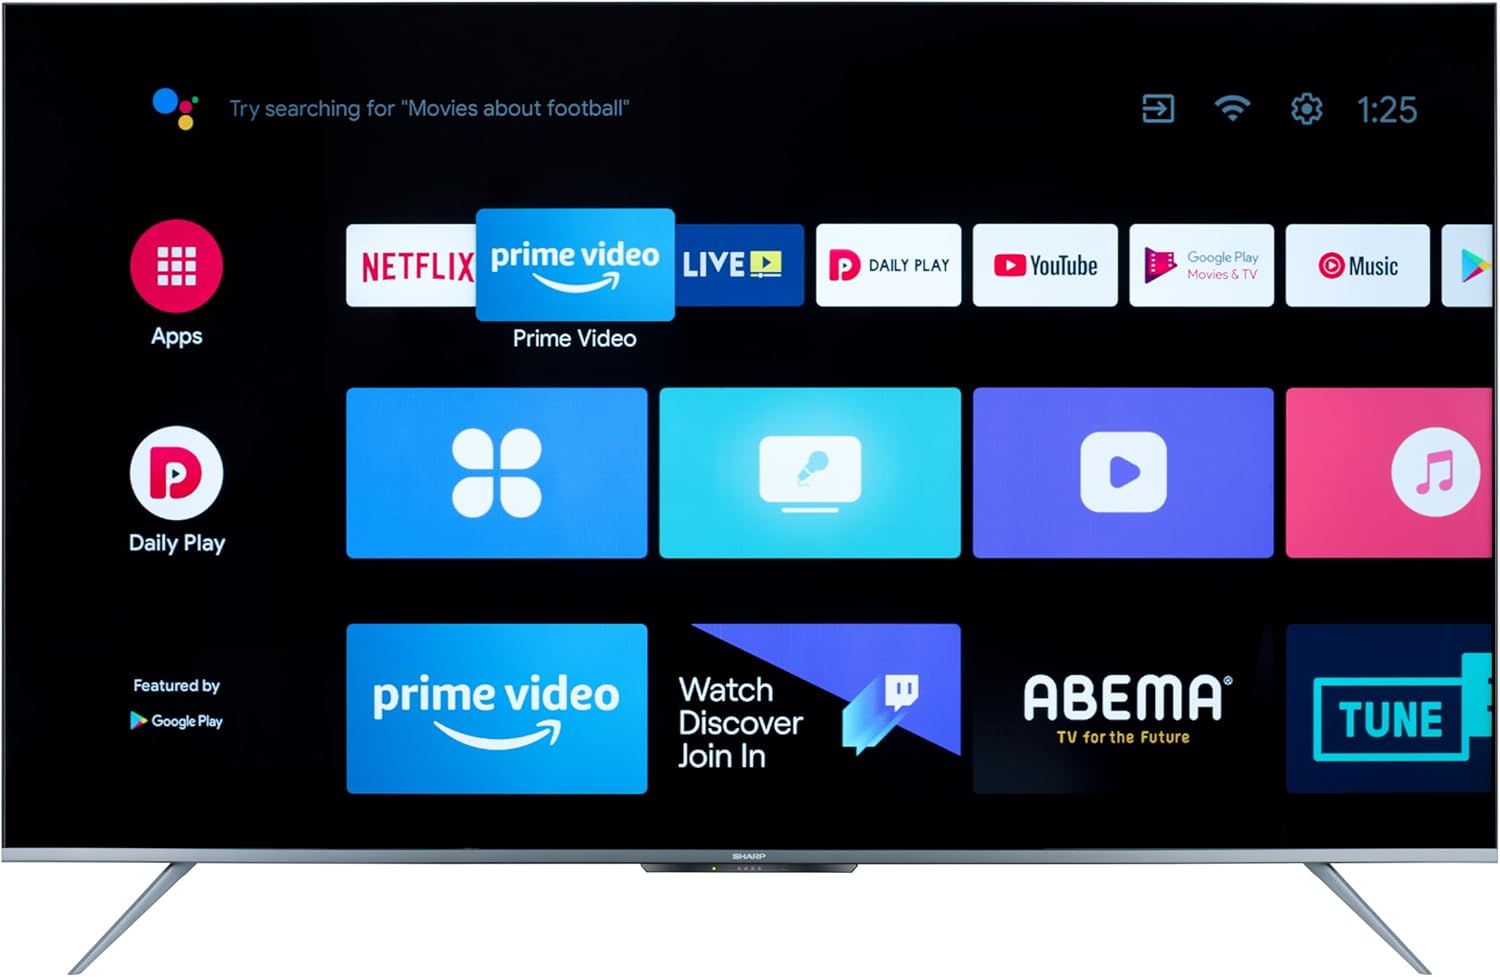 Try searching for "Movies about football"
1:25
NETFLIX
prime video
LIVE
DAILY PLAY
YouTube
Google Play
Movies & TV
Music
Apps
Prime Video
Daily Play
Featured by
Google Play
prime video
Watch
Discover
Join In
ABEMA®
TV for the Future
TUNE
SHARP